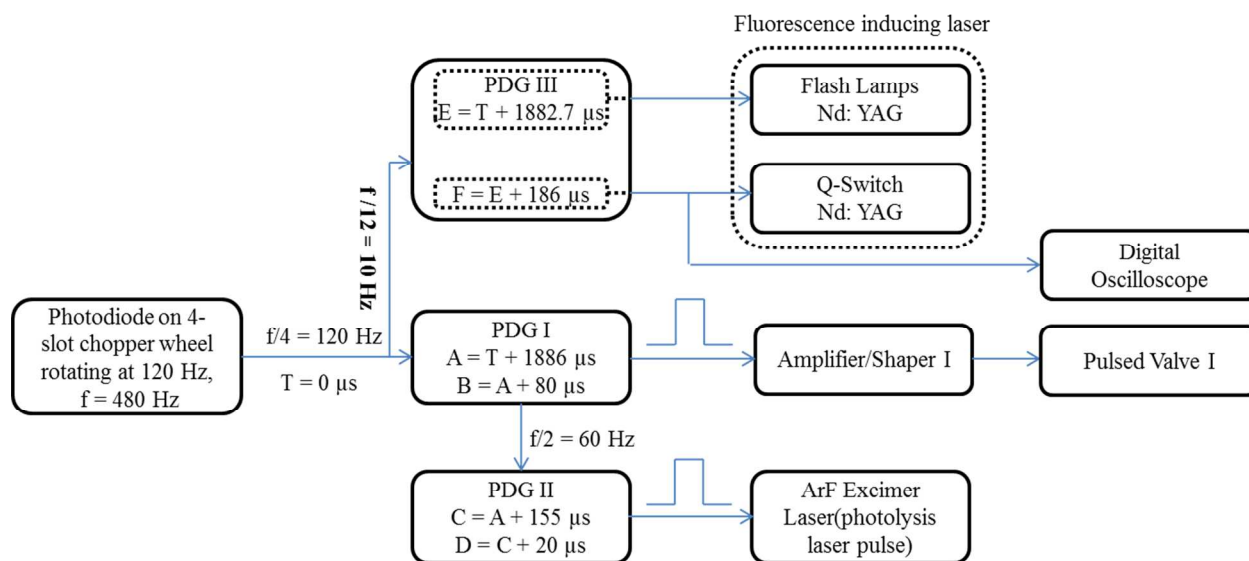 Fluorescence inducing laser
PDG III
E = T + 1882.7 μs
F = E + 186 μs
Flash Lamps
Nd: YAG
Q-Switch
Nd: YAG
Digital
Oscilloscope
f /12 = 10 Hz
Photodiode on 4-
slot chopper wheel
rotating at 120 Hz,
f = 480 Hz
f/4 = 120 Hz
T = 0 μs
PDG I
A = T + 1886 μs
B = A + 80 μs
Amplifier/Shaper I
Pulsed Valve I
f/2 = 60 Hz
PDG II
C = A + 155 μs
D = C + 20 μs
ArF Excimer
Laser(photolysis
laser pulse)